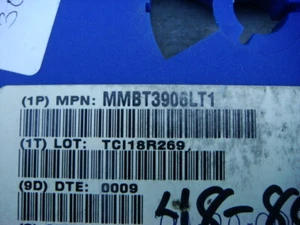 (1P) MPN: MMBT3906LT1
(1T) LOT: TCI18R269
(9D) DTE: 0009